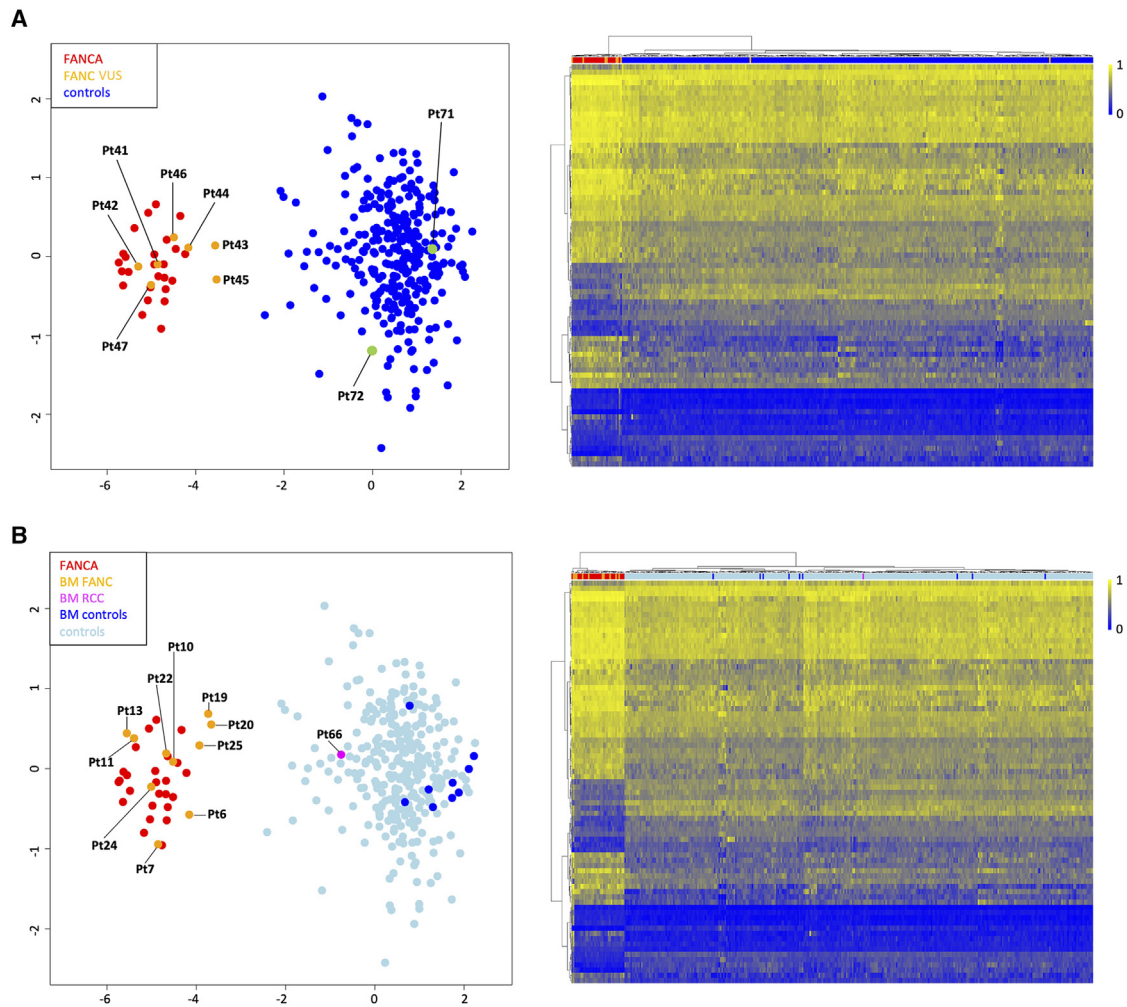 A
FANCA
FANC VUS
controls
Pt71
Pt41
Pt46
Pt42
Pt44
Pt43
Pt45
Pt47
Pt72
2
1
0
-1
-2
-6
-4
-2
0
2
1
0
B
FANCA
BM FANC
BM RCC
BM controls
controls
Pt10
Pt22
Pt19
Pt13
Pt20
Pt25
Pt11
Pt66
Pt6
Pt24
Pt7
2
1
0
-1
-2
-6
-4
-2
0
2
1
0